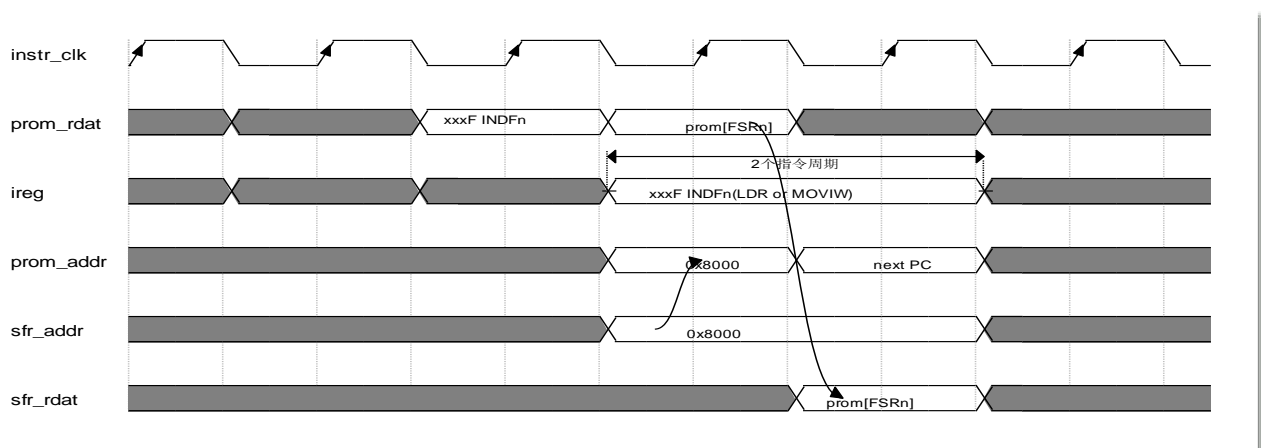 instr_clk
prom_rdat
xxxF INDFn
prom[FSRn]
2个指令周期
ireg
xxxF INDFn(LDR or MOVIW)
prom_addr
0x8000
next PC
sfr_addr
0x8000
sfr_rdat
prom[FSRn]